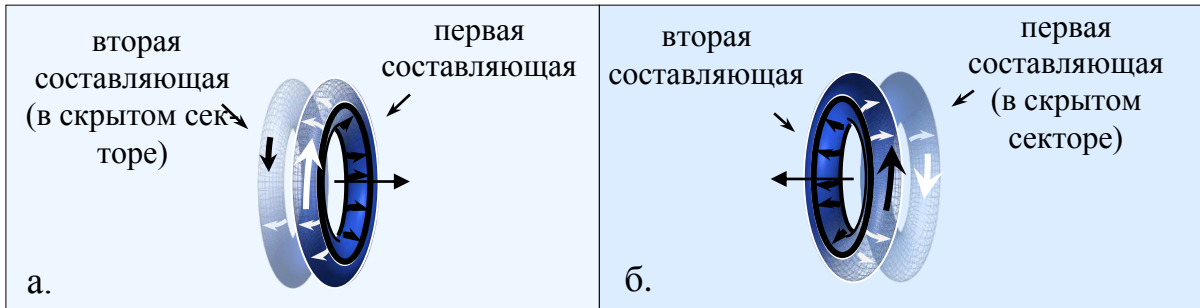 вторая
составляющая
(в скрытом сек-
торе)
первая
составляющая
а.
вторая
составляющая
первая
составляющая
(в скрытом
секторе)
б.